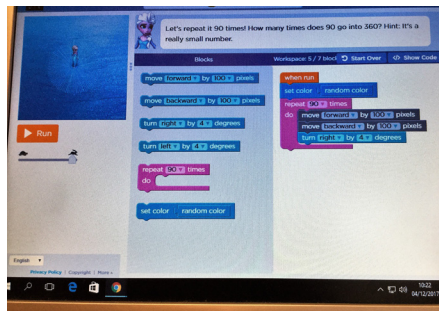 Let's repeat it 90 times! How many times does 90 go into 360? Hint: It's a
really small number.
Blocks
Workspace: 5 / 7 block
Start Over
</> Show Code
move forward by 100 pixels
move backward by 100 pixels
turn right by 4 degrees
turn left by 4 degrees
repeat 90 times
do
set color random color
when run
set color random color
repeat 90 times
do move forward by 100 pixels
move backward by 100 pixels
turn right by 4 degrees
Run
English
Privacy Policy | Copyright | More
10:22
04/12/2017